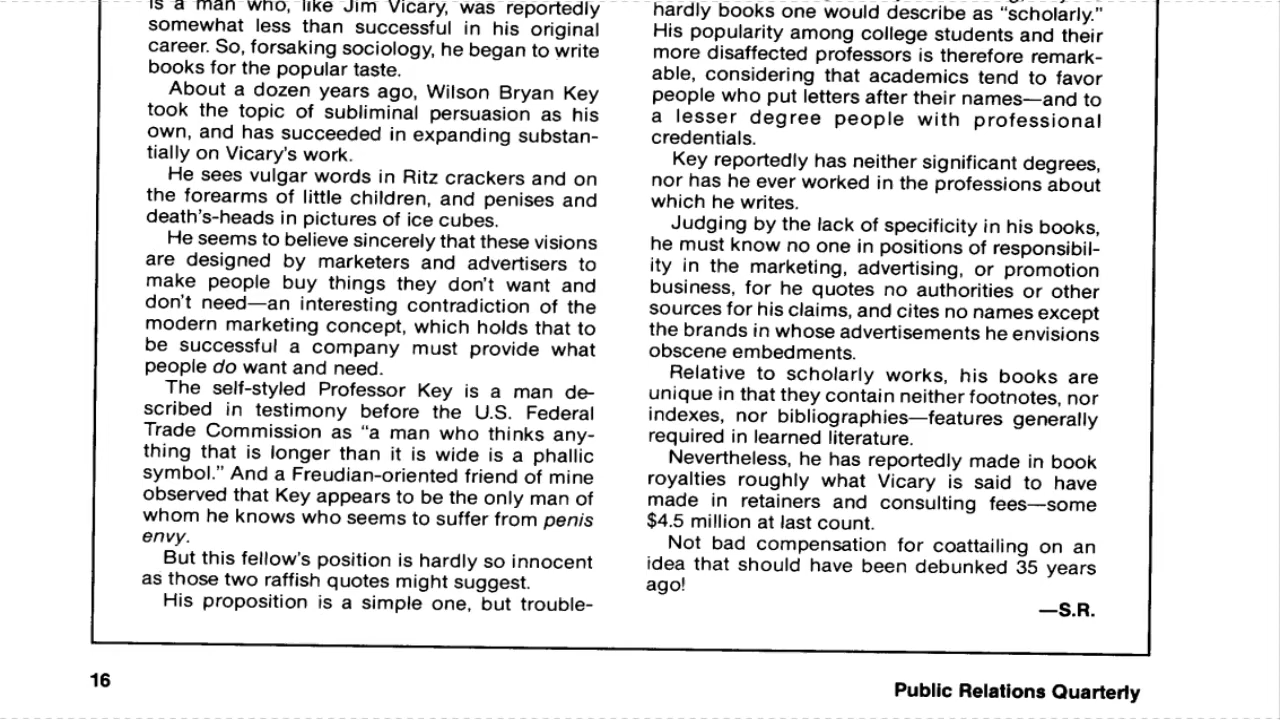 is a man who, like Jim Vicary, was reportedly
somewhat less than successful in his original
career. So, forsaking sociology, he began to write
books for the popular taste.
About a dozen years ago, Wilson Bryan Key
took the topic of subliminal persuasion as his
own, and has succeeded in expanding substan-
tially on Vicary's work.
He sees vulgar words in Ritz crackers and on
the forearms of little children, and penises and
death's-heads in pictures of ice cubes.
He seems to believe sincerely that these visions
are designed by marketers and advertisers to
make people buy things they don't want and
don't need—an interesting contradiction of the
modern marketing concept, which holds that to
be successful a company must provide what
people do want and need.
The self-styled Professor Key is a man de-
scribed in testimony before the U.S. Federal
Trade Commission as "a man who thinks any-
thing that is longer than it is wide is a phallic
symbol." And a Freudian-oriented friend of mine
observed that Key appears to be the only man of
whom he knows who seems to suffer from penis
envy.
But this fellow's position is hardly so innocent
as those two raffish quotes might suggest.
His proposition is a simple one, but trouble-
hardly books one would describe as "scholarly."
His popularity among college students and their
more disaffected professors is therefore remark-
able, considering that academics tend to favor
people who put letters after their names—and to
a lesser degree people with professional
credentials.
Key reportedly has neither significant degrees,
nor has he ever worked in the professions about
which he writes.
Judging by the lack of specificity in his books,
he must know no one in positions of responsibil-
ity in the marketing, advertising, or promotion
business, for he quotes no authorities or other
sources for his claims, and cites no names except
the brands in whose advertisements he envisions
obscene embedments.
Relative to scholarly works, his books are
unique in that they contain neither footnotes, nor
indexes, nor bibliographies—features generally
required in learned literature.
Nevertheless, he has reportedly made in book
royalties roughly what Vicary is said to have
made in retainers and consulting fees—some
$4.5 million at last count.
Not bad compensation for coattailing on an
idea that should have been debunked 35 years
ago!
—S.R.
16
Public Relations Quarterly